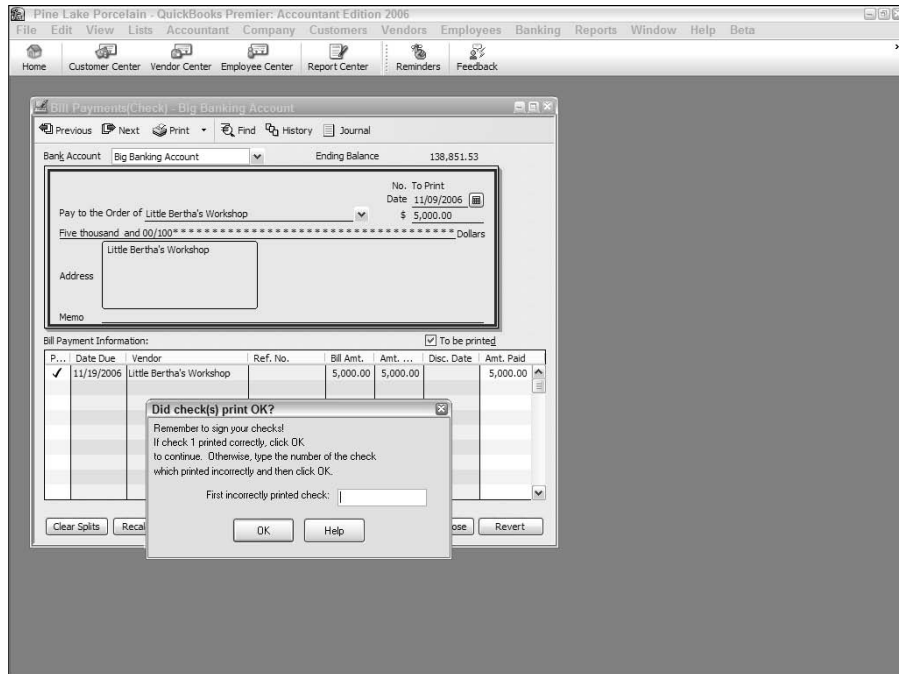 Pine Lake Porcelain - QuickBooks Premier: Accountant Edition 2006
File Edit View Lists Accountant Company Customers Vendors Employees Banking Reports Window Help Beta
Home Customer Center Vendor Center Employee Center Report Center Reminders Feedback
Bill Payments(Check) - Big Banking Account
Previous Next Print Find History Journal
Bank Account Big Banking Account Ending Balance 138,851.53
No. To Print
Date 11/09/2006
Pay to the Order of Little Bertha's Workshop $ 5,000.00
Five thousand and 00/100* * * * * * * * * * * * * * * * * * * * * * * * * * * * * * * * * * * * * * Dollars
Little Bertha's Workshop
Address
Memo
Bill Payment Information: To be printed
P... Date Due Vendor Ref. No. Bill Amt. Amt. ... Disc. Date Amt. Paid
11/19/2006 Little Bertha's Workshop 5,000.00 5,000.00 5,000.00
Did check(s) print OK?
Remember to sign your checks!
If check 1 printed correctly, click OK
to continue. Otherwise, type the number of the check
which printed incorrectly and then click OK.
First incorrectly printed check:
OK Help
Clear Splits Recal ose Revert